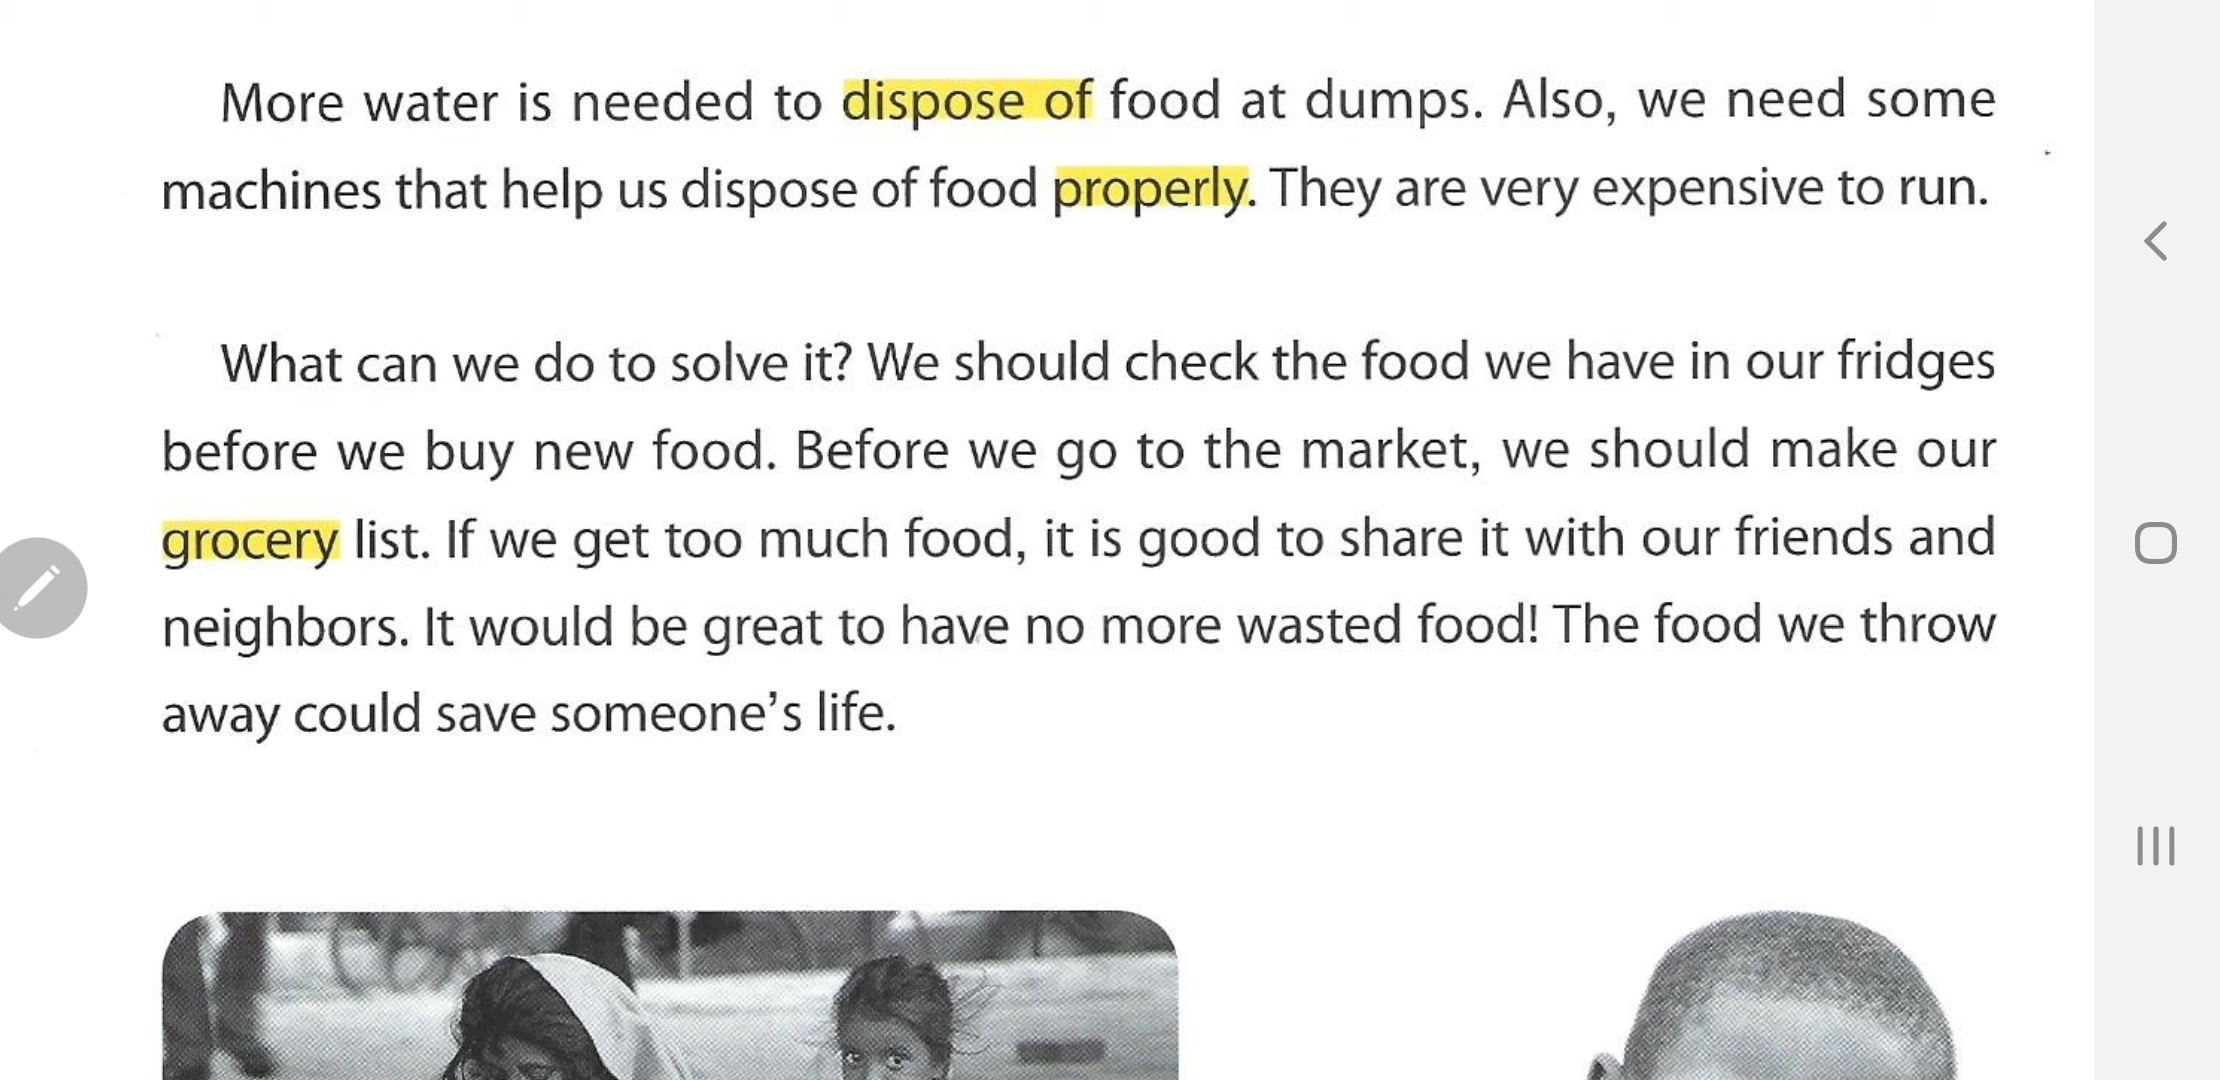 More water is needed to dispose of food at dumps. Also, we need some
machines that help us dispose of food properly. They are very expensive to run.
What can we do to solve it? We should check the food we have in our fridges
before we buy new food. Before we go to the market, we should make our
grocery list. If we get too much food, it is good to share it with our friends and
neighbors. It would be great to have no more wasted food! The food we throw
away could save someone's life.